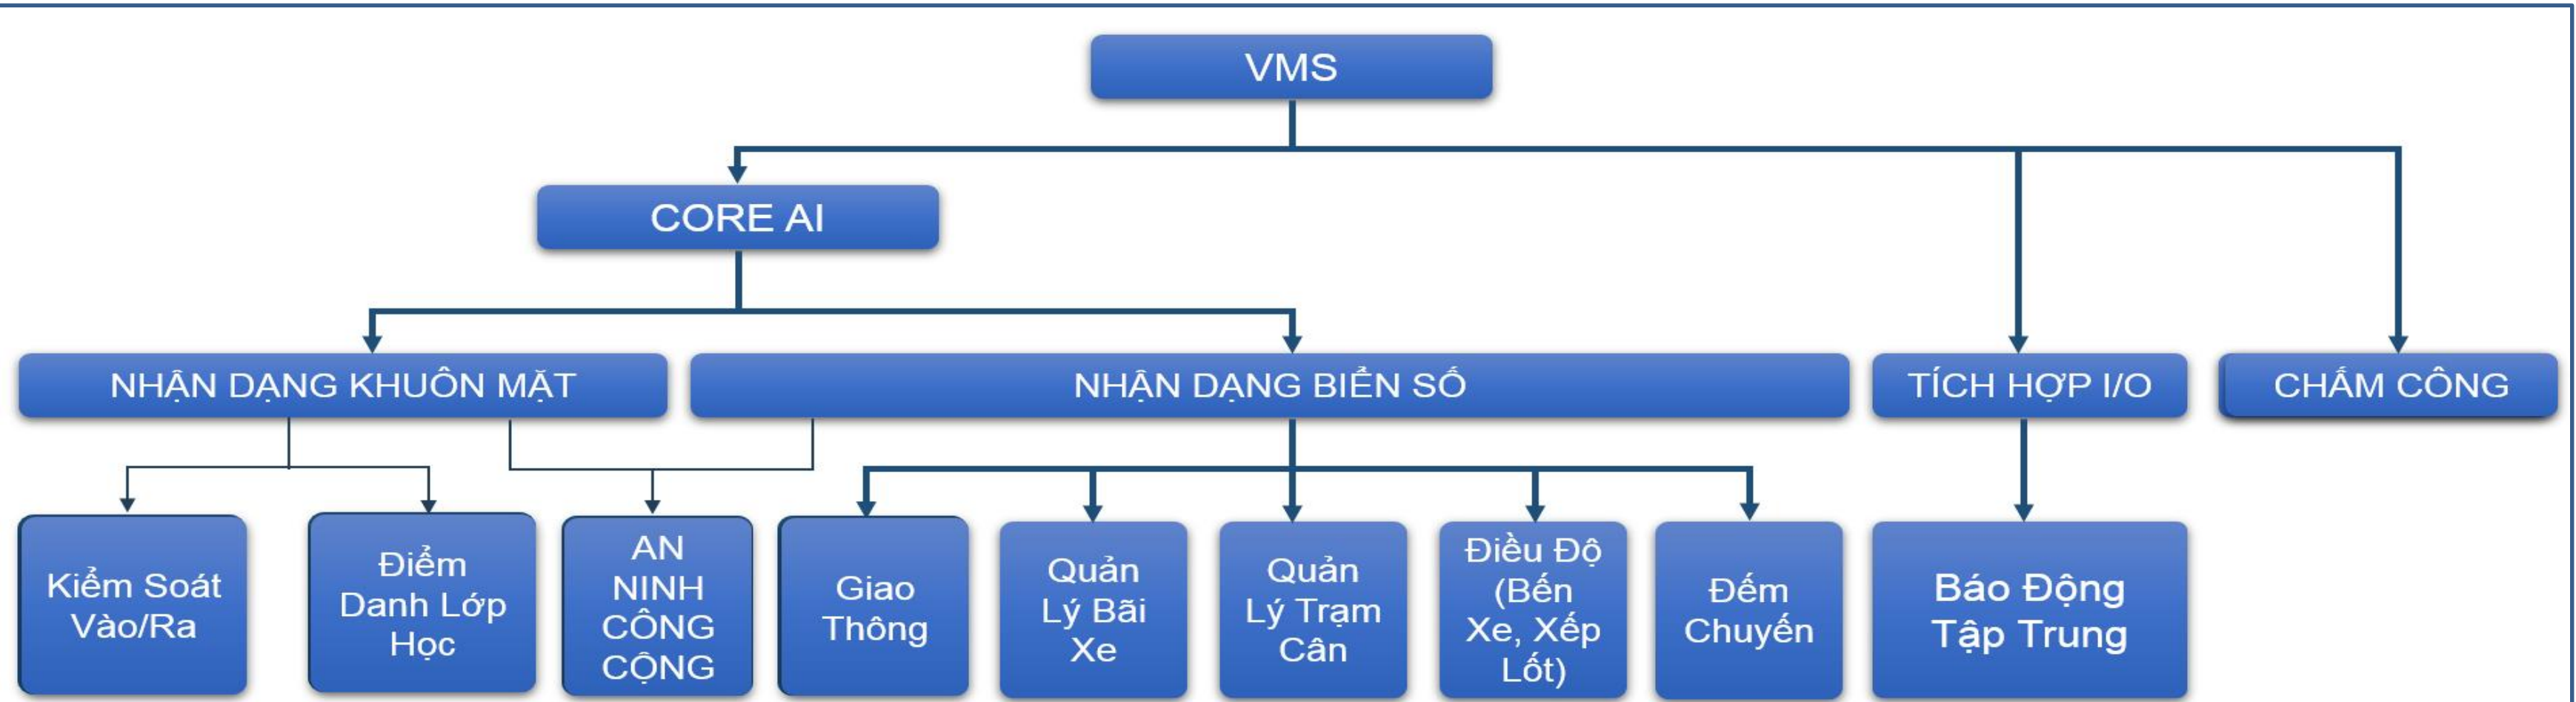 VMS
CORE AI
NHẬN DẠNG KHUÔN MẶT
NHẬN DẠNG BIỂN SỐ
TÍCH HỢP I/O
CHẤM CÔNG
Kiểm Soát
Vào/Ra
Điểm
Danh Lớp
Học
AN
NINH
CÔNG
CỘNG
Giao
Thông
Quản
Lý Bãi
Xe
Quản
Lý Trạm
Cân
Điều Độ
(Bến
Xe, Xếp
Lốt)
Đếm
Chuyến
Báo Động
Tập Trung